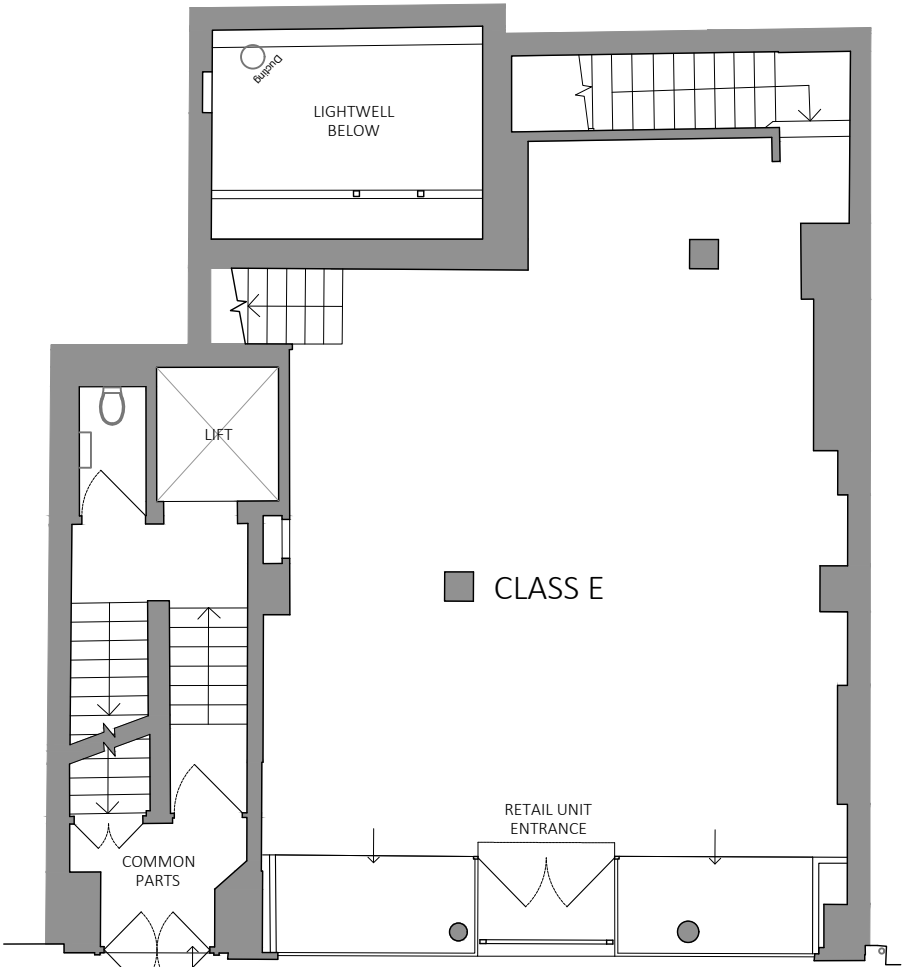 Ducting
LIGHTWELL
BELOW
LIFT
CLASS E
RETAIL UNIT
ENTRANCE
COMMON
PARTS